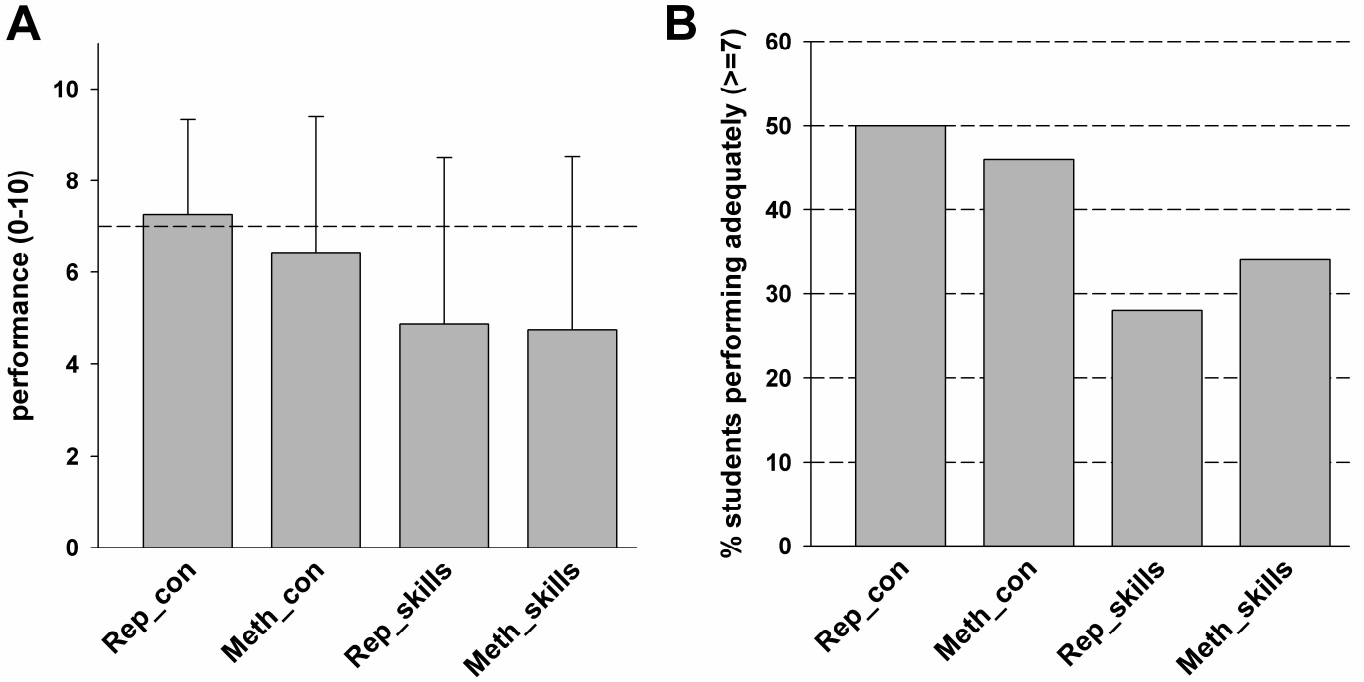 A
performance (0-10)
10
8
6
4
2
0
Rep_con
Meth_con
Rep_skills
Meth_skills
B
% students performing adequately (>=7)
60
50
40
30
20
10
0
Rep_con
Meth_con
Rep_skills
Meth_skills